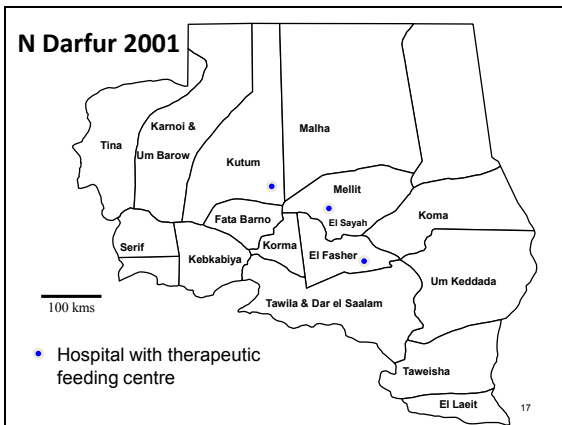 N Darfur 2001
Karnoi &
Um Barow
Tina
Malha
Kutum
Mellit
El Sayah
Koma
Fata Barno
Serif
Korma
El Fasher
Kebkabiya
Um Keddada
Tawila & Dar el Saalam
100 kms
Hospital with therapeutic
feeding centre
Taweisha
El Laeit
17